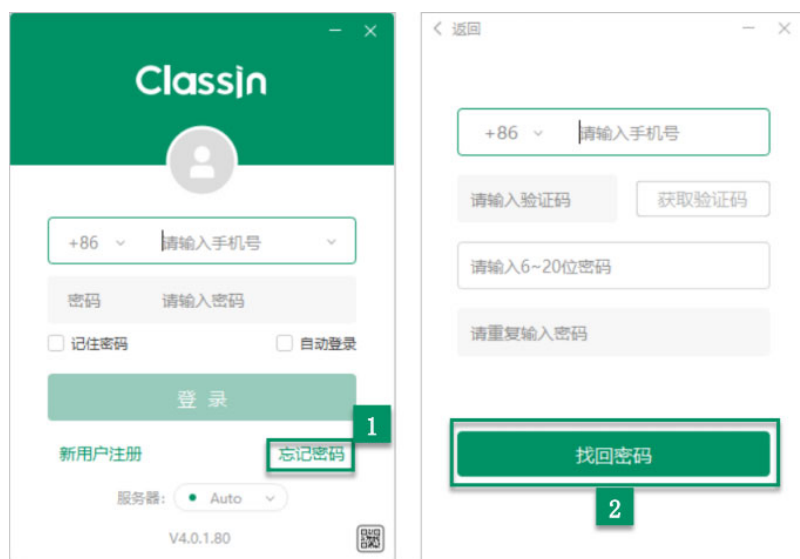 ClassIn
+86 请输入手机号
密码 请输入密码
记住密码 自动登录
登 录
1
新用户注册 忘记密码
服务器: Auto
V4.0.1.80
返回
+86 请输入手机号
请输入验证码 获取验证码
请输入6~20位密码
请重复输入密码
找回密码
2